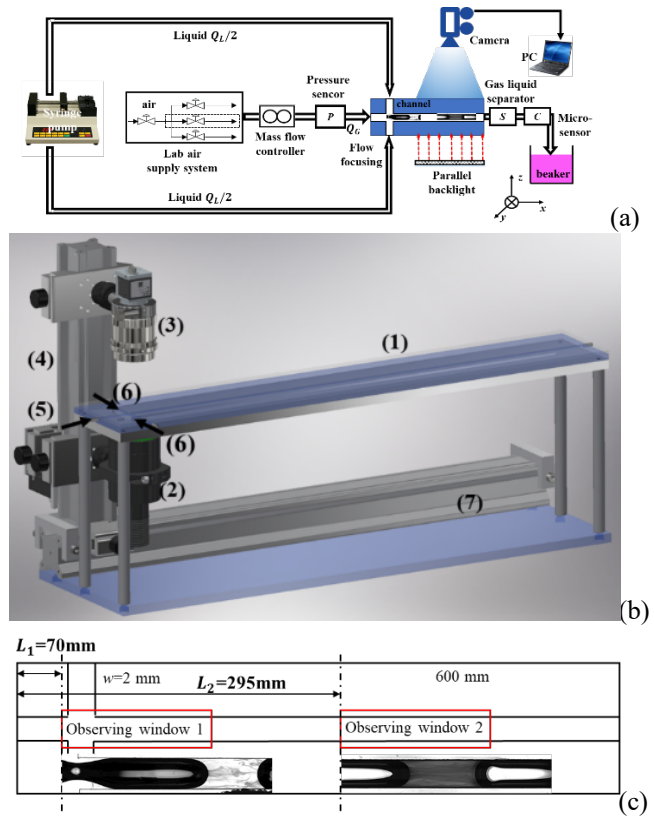 Liquid Q_L/2
Camera
PC
Pressure
sencor
Gas liquid
separator
Syringe
pump
air
channel
P
Q_G
S
C
Micro-
sensor
Mass flow
controller
Flow
focusing
Lab air
supply system
Parallel
backlight
beaker
z
x
y
Liquid Q_L/2
(a)
(3)
(1)
(4)
(6)
(5)
(6)
(2)
(7)
(b)
L₁=70mm
w=2 mm
L₂=295mm
600 mm
Observing window 1
Observing window 2
(c)